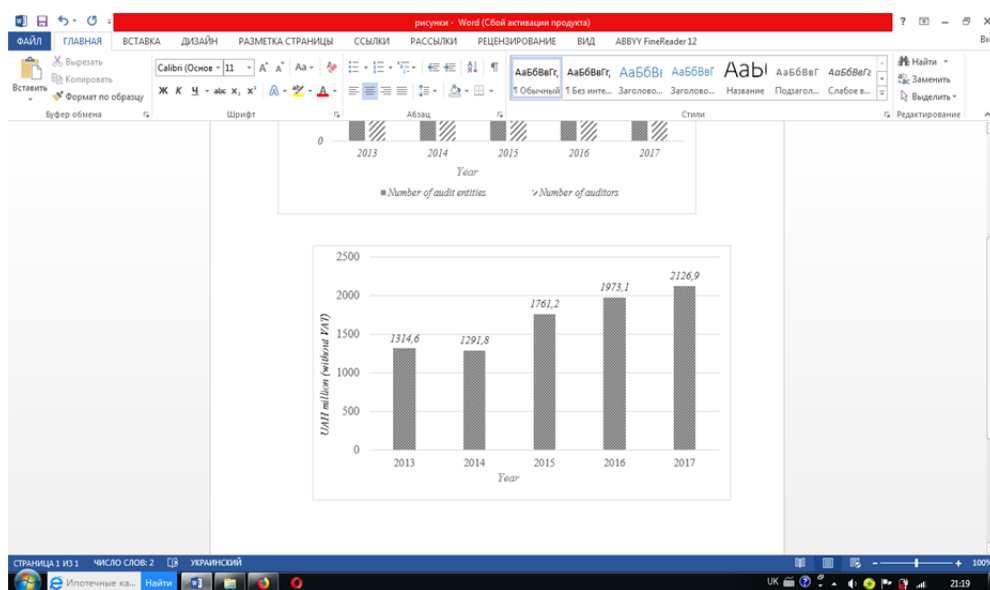 рисунки - Word (Сбой активации продукта)
ФАЙЛ ГЛАВНАЯ ВСТАВКА ДИЗАЙН РАЗМЕТКА СТРАНИЦЫ ССЫЛКИ РАССЫЛКИ РЕЦЕНЗИРОВАНИЕ ВИД ABBYY FineReader 12
Вырезать
Копировать
Формат по образцу
Вставить
Calibri (Основ 11
Ж К Ч abc x, x²
АаБбВвГг, АаБбВвГг, АаБбВі АаБбВвГ АаЫ АаБбВвГ АаБбВвГг
¶ Обычный ¶ Без инте... Заголово... Заголово... Название Подзагол... Слабое в...
Найти
Заменить
Выделить
Буфер обмена Шрифт Абзац Стили Редактирование
0
2013 2014 2015 2016 2017
Year
Number of audit entities Number of auditors
2500
2000
1500
1000
500
0
UAH million (without VAT)
1314,6 1291,8 1761,2 1973,1 2126,9
2013 2014 2015 2016 2017
Year
СТРАНИЦА 1 ИЗ 1 ЧИСЛО СЛОВ: 2 УКРАИНСКИЙ 100%
Ипотечные ка... Найти
UK 21:19